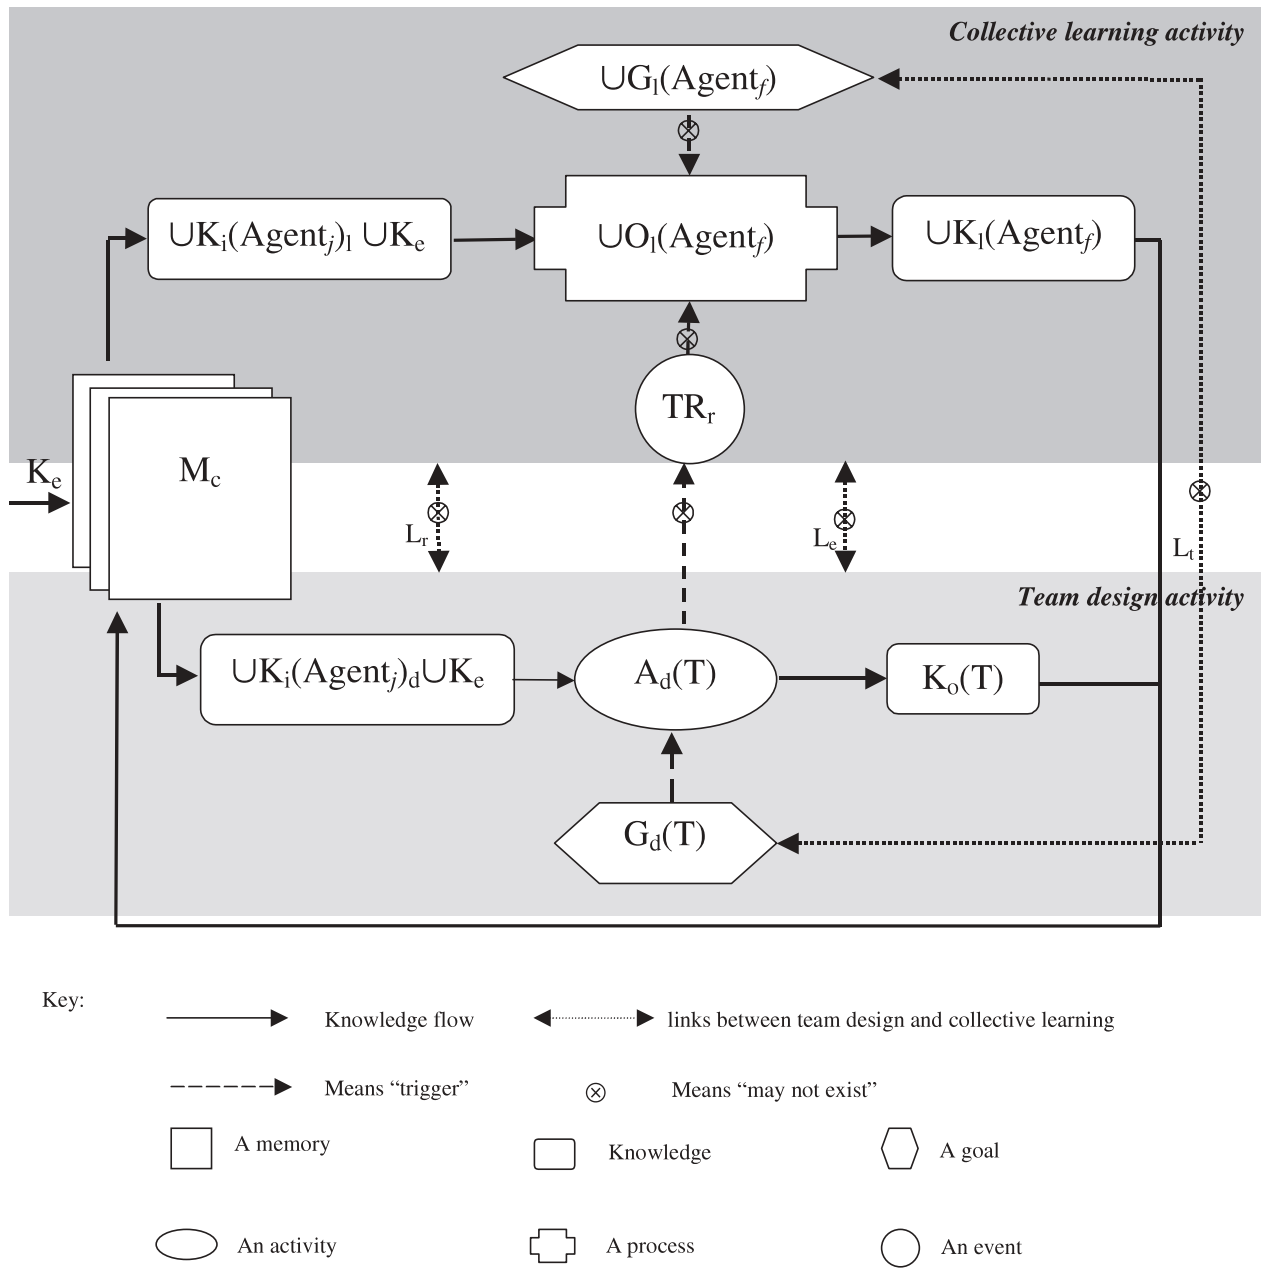 Collective learning activity
∪Gl(Agentf)
∪Ki(Agentj)l ∪Ke
∪Ol(Agentf)
∪Kl(Agentf)
TRr
Ke
Mc
Lr
Le
Lt
Team design activity
∪Ki(Agentj)d∪Ke
Ad(T)
Ko(T)
Gd(T)
Key:
Knowledge flow
links between team design and collective learning
Means “trigger”
Means “may not exist”
A memory
Knowledge
A goal
An activity
A process
An event